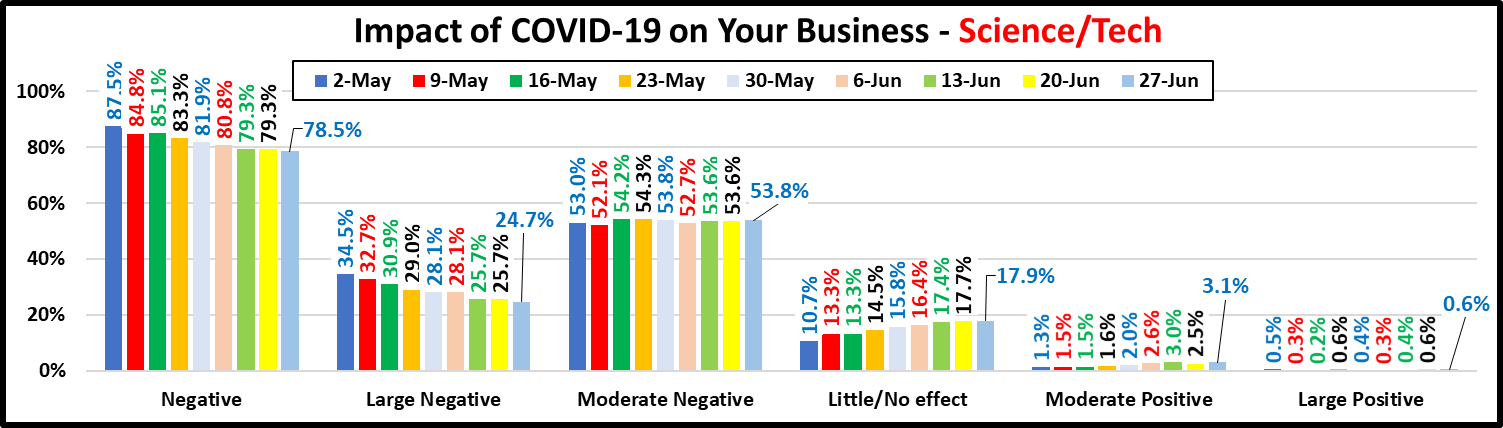 Impact of COVID-19 on Your Business - Science/Tech
2-May 9-May 16-May 23-May 30-May 6-Jun 13-Jun 20-Jun 27-Jun
100%
80%
60%
40%
20%
0%
87.5% 84.8% 85.1% 83.3% 81.9% 80.8% 79.3% 79.3% 78.5%
34.5% 32.7% 30.9% 29.0% 28.1% 28.1% 25.7% 25.7% 24.7%
53.0% 52.1% 54.2% 54.3% 53.8% 52.7% 53.6% 53.6% 53.8%
10.7% 13.3% 13.3% 14.5% 15.8% 16.4% 17.4% 17.7% 17.9%
1.3% 1.5% 1.5% 1.6% 2.0% 2.6% 3.0% 2.5% 3.1%
0.5% 0.3% 0.2% 0.6% 0.4% 0.3% 0.4% 0.6% 0.6%
Negative Large Negative Moderate Negative Little/No effect Moderate Positive Large Positive